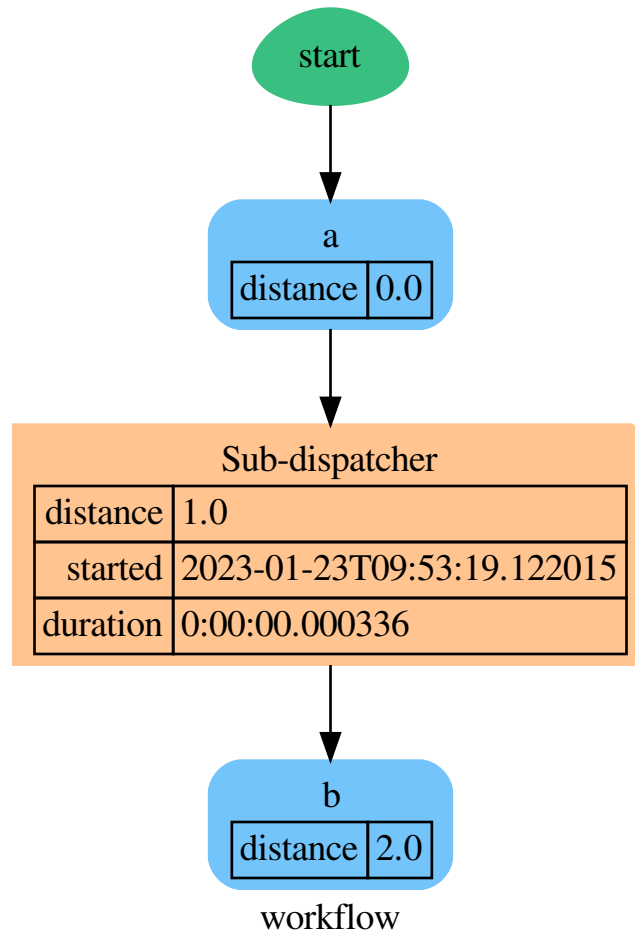 start
a
distance 0.0
Sub-dispatcher
distance 1.0
started 2023-01-23T09:53:19.122015
duration 0:00:00.000336
b
distance 2.0
workflow